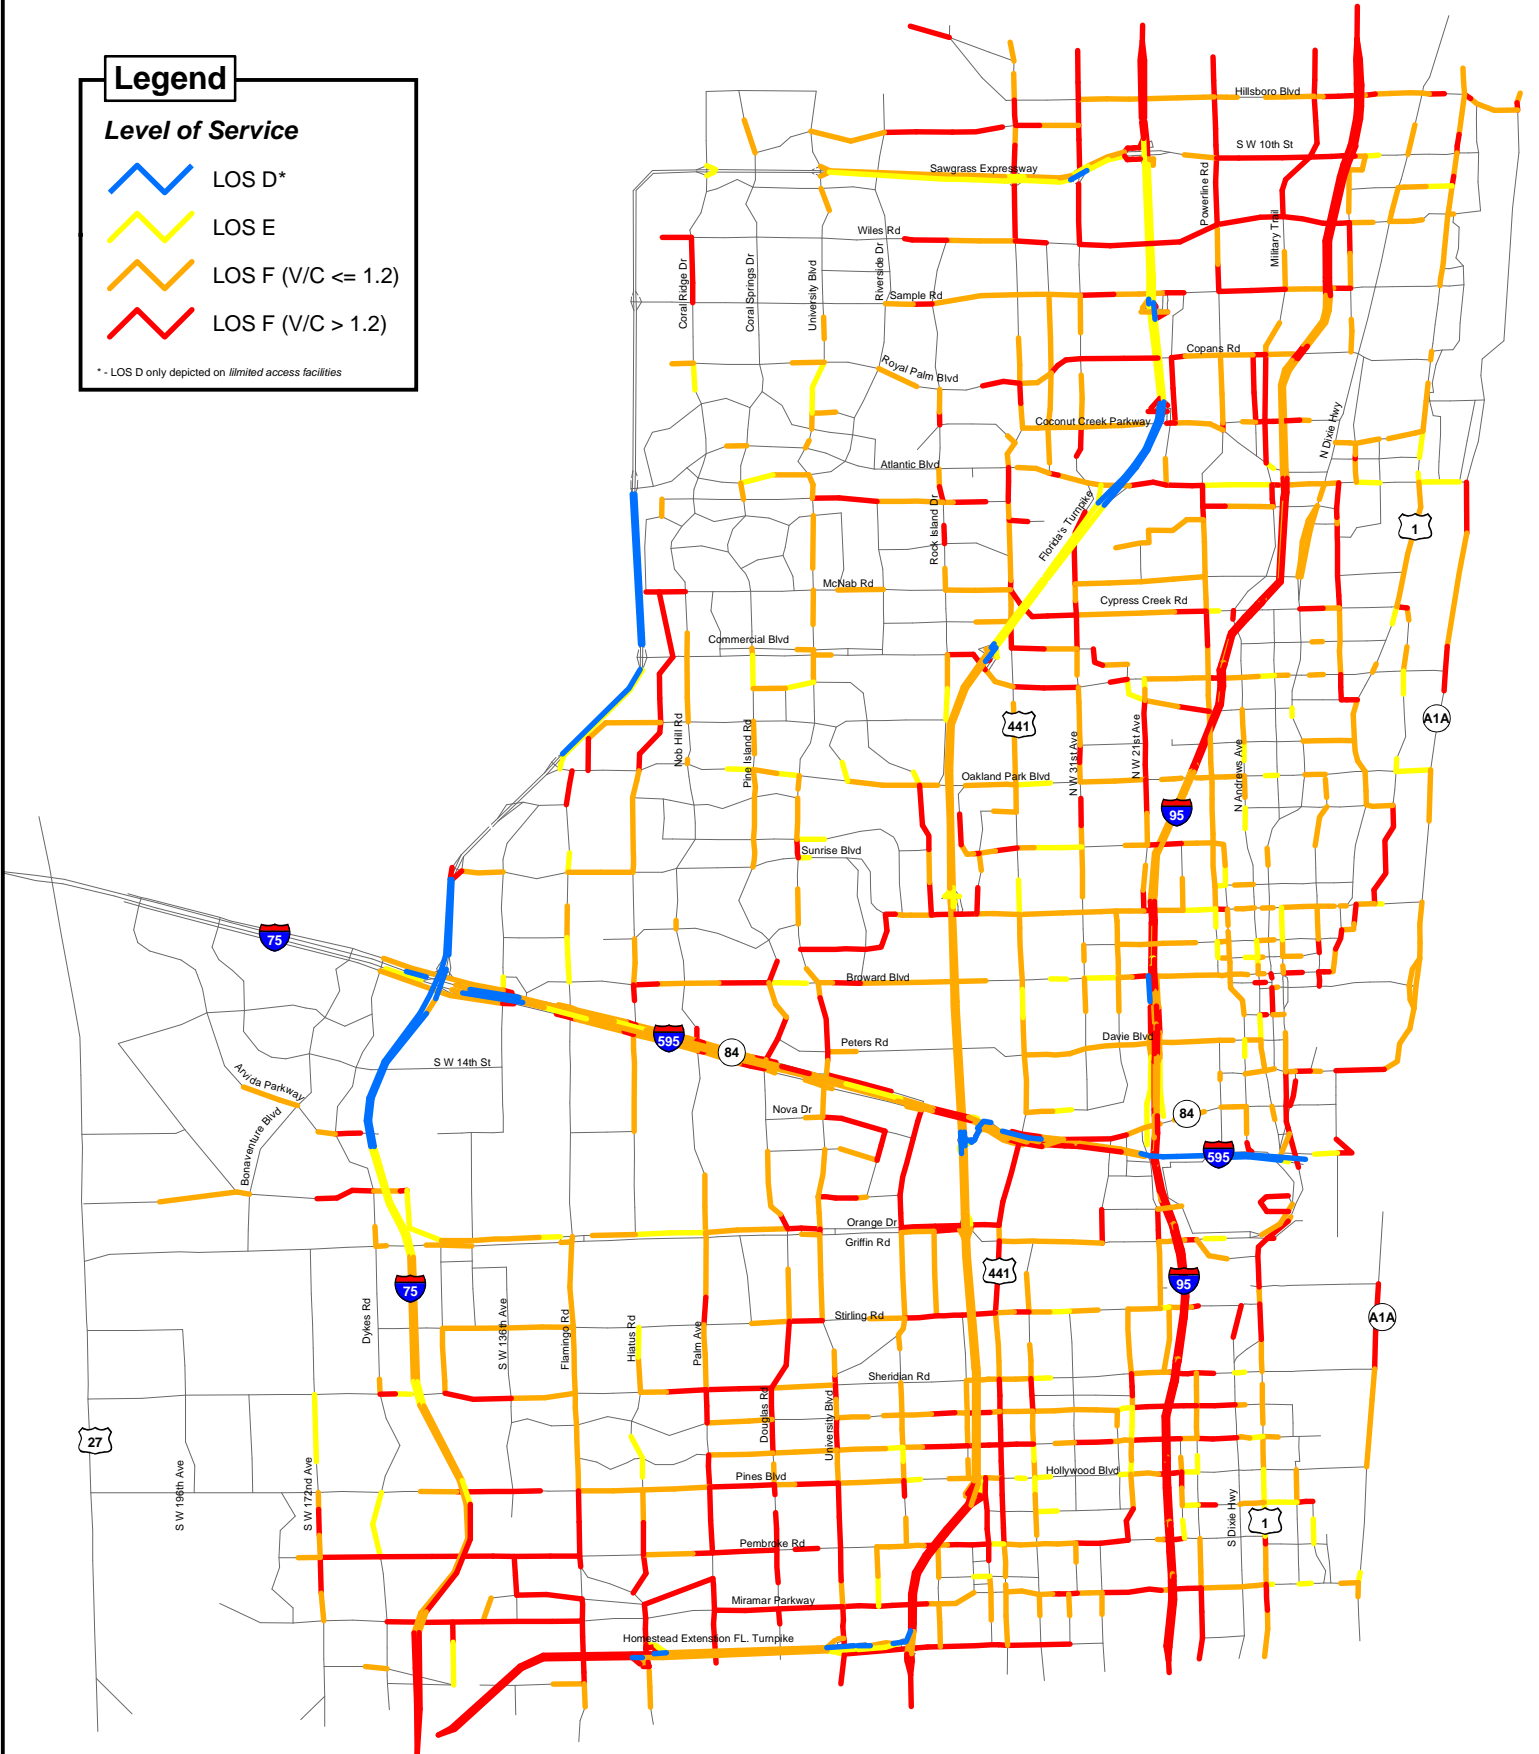 Legend
Level of Service
LOS D*
LOS E
LOS F (V/C <= 1.2)
LOS F (V/C > 1.2)
* - LOS D only depicted on lilmited access facilities
Hillsboro Blvd
S W 10th St
Sawgrass Expressway
Powerline Rd
Military Trail
Wiles Rd
Riverside Dr
Coral Ridge Dr
Coral Springs Dr
University Blvd
Sample Rd
Copans Rd
Royal Palm Blvd
Coconut Creek Parkway
N Dixie Hwy
Atlantic Blvd
Rock Island Dr
Florida's Turnpike
1
McNab Rd
Cypress Creek Rd
Commercial Blvd
441
A1A
Nob Hill Rd
Pine Island Rd
N W 31st Ave
N W 21st Ave
N Andrews Ave
Oakland Park Blvd
95
Sunrise Blvd
75
Broward Blvd
595
84
Peters Rd
Davie Blvd
S W 14th St
Arvida Parkway
Bonaventure Blvd
Nova Dr
84
595
Orange Dr
Griffin Rd
441
95
75
A1A
Dykes Rd
S W 136th Ave
Flamingo Rd
Hiatus Rd
Palm Ave
Stirling Rd
Sheridan Rd
Douglas Rd
University Blvd
27
S W 196th Ave
S W 172nd Ave
Pines Blvd
Hollywood Blvd
S Dixie Hwy
1
Pembroke Rd
Miramar Parkway
Homestead Extenstion FL. Turnpike